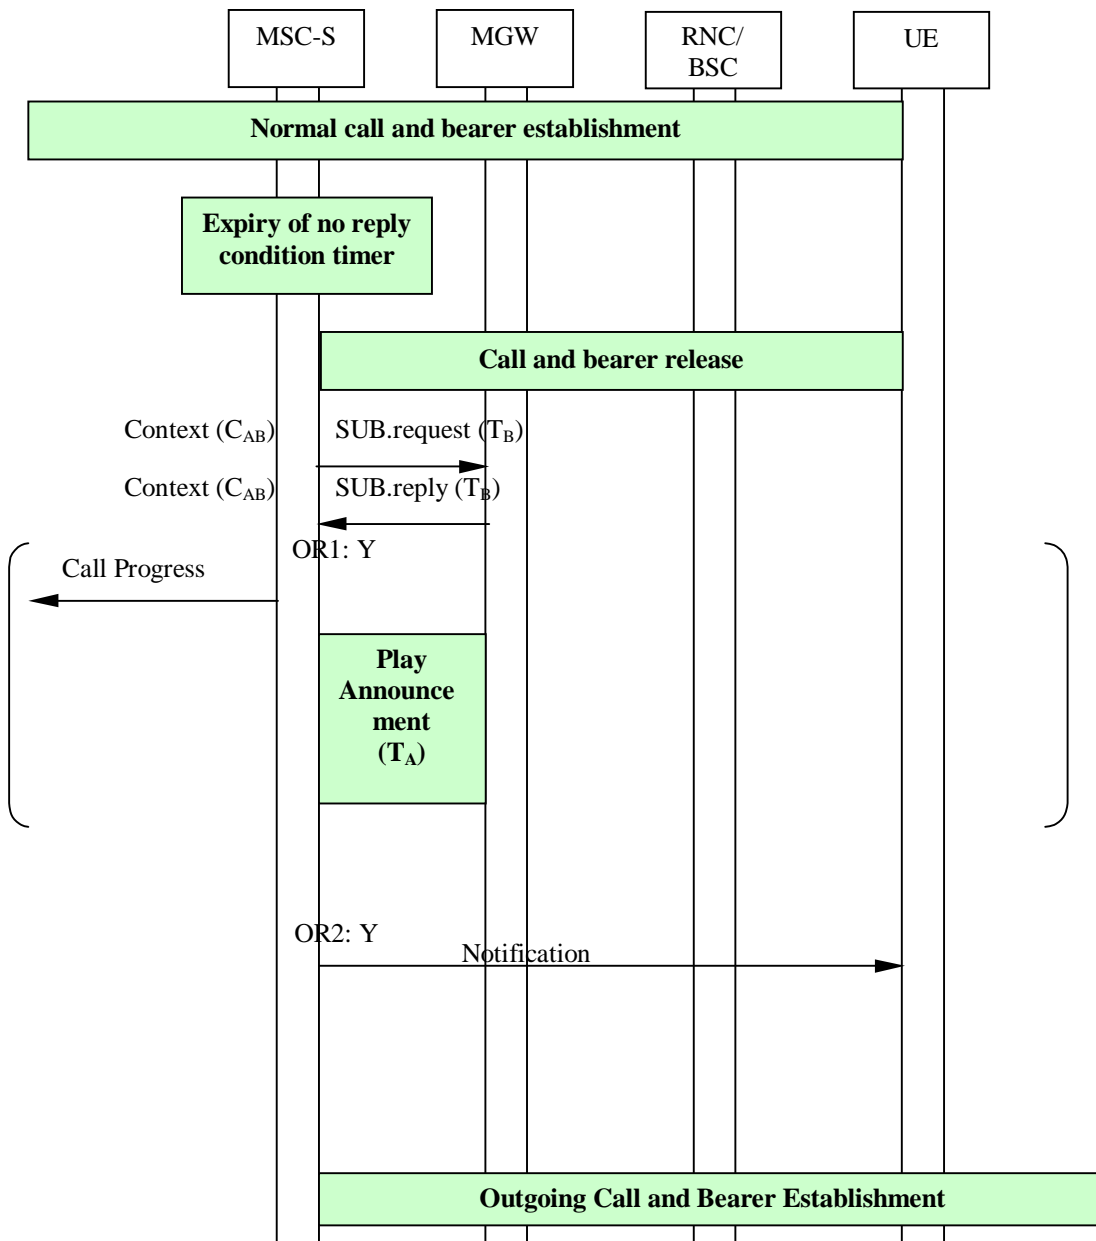 MSC-S
MGW
RNC/
BSC
UE
Normal call and bearer establishment
Expiry of no reply
condition timer
Call and bearer release
Context (CAB)
SUB.request (TB)
Context (CAB)
SUB.reply (TB)
OR1: Y
Call Progress
Play
Announce
ment
(TA)
OR2: Y
Notification
Outgoing Call and Bearer Establishment